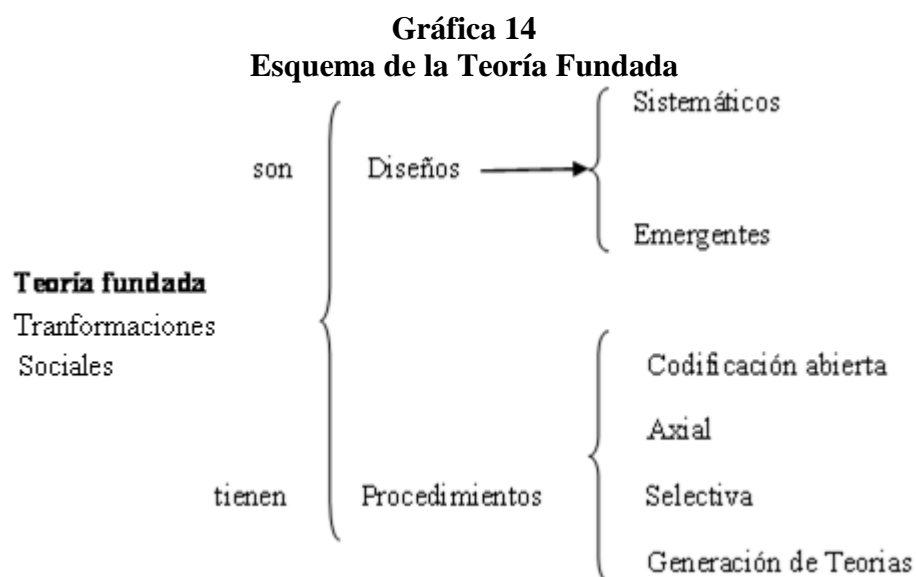 Gráfica 14
Esquema de la Teoría Fundada
Sistemáticos
son Diseños
Emergentes
Teoría fundada
Tranformaciones
Sociales
Codificación abierta
Axial
tienen Procedimientos Selectiva
Generación de Teorias